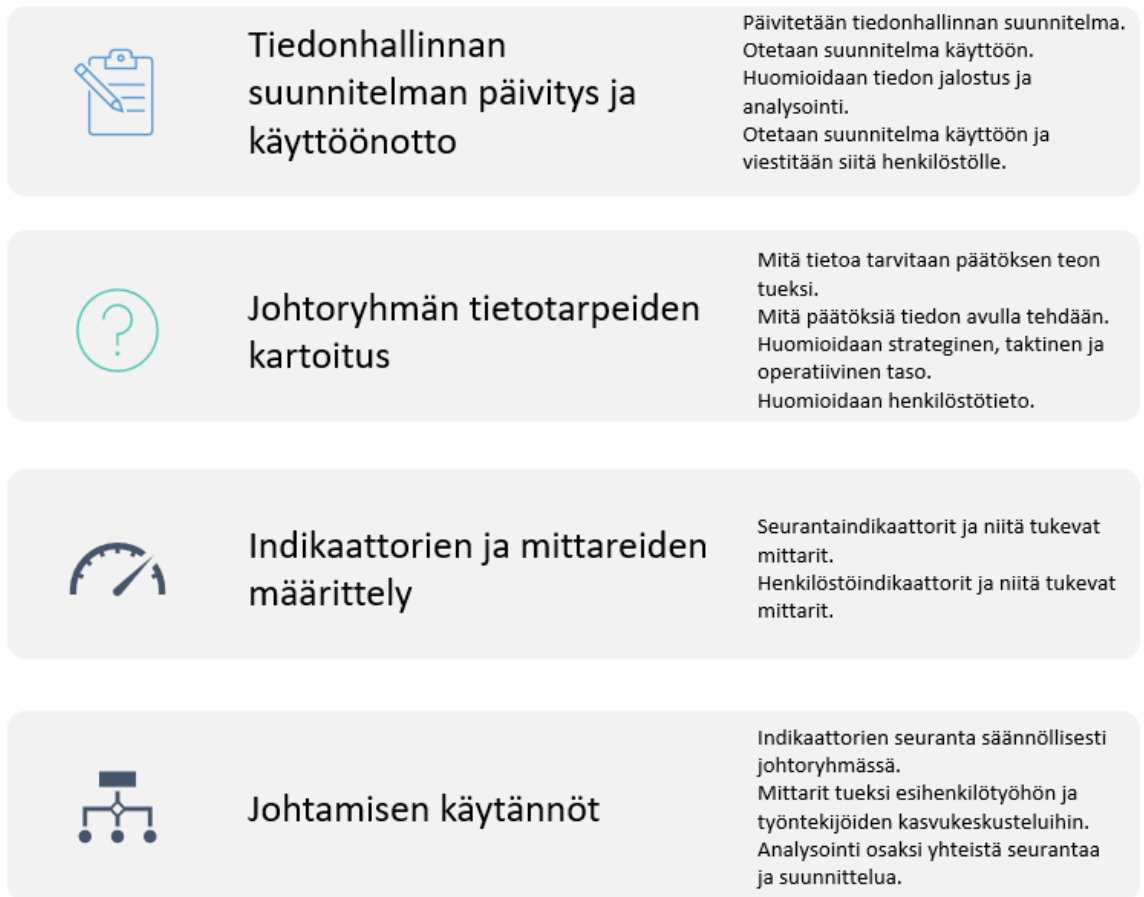 Tiedonhallinnan
suunnitelman päivitys ja
käyttöönotto
Päivitetään tiedonhallinnan suunnitelma.
Otetaan suunnitelma käyttöön.
Huomioidaan tiedon jalostus ja
analysointi.
Otetaan suunnitelma käyttöön ja
viestitään siitä henkilöstölle.
Johtoryhmän tietotarpeiden
kartoitus
Mitä tietoa tarvitaan päätöksen teon
tueksi.
Mitä päätöksiä tiedon avulla tehdään.
Huomioidaan strateginen, taktinen ja
operatiivinen taso.
Huomioidaan henkilöstötieto.
Indikaattorien ja mittareiden
määrittely
Seurantaindikaattorit ja niitä tukevat
mittarit.
Henkilöstöindikaattorit ja niitä tukevat
mittarit.
Johtamisen käytännöt
Indikaattorien seuranta säännöllisesti
johtoryhmässä.
Mittarit tueksi esihenkilötyöhön ja
työntekijöiden kasvukeskusteluihin.
Analysointi osaksi yhteistä seurantaa
ja suunnittelua.